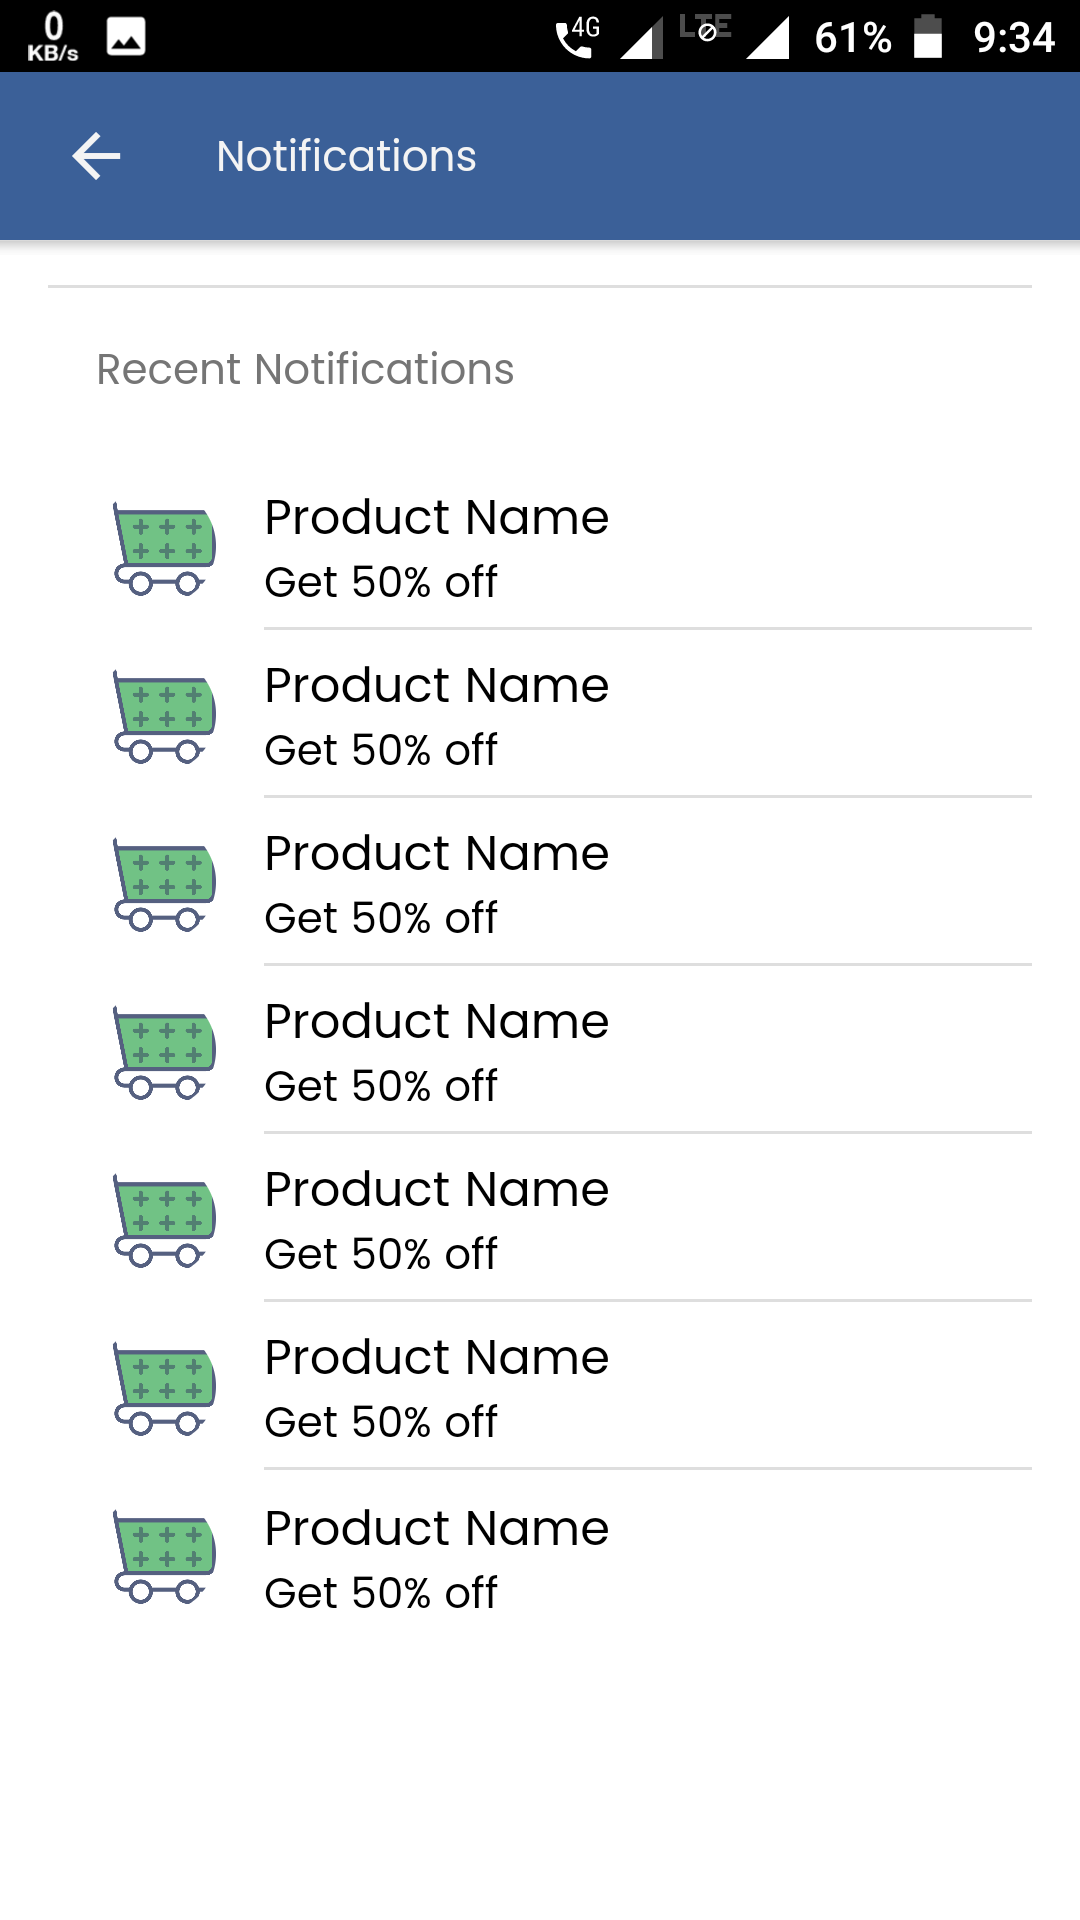 0
KB/s
4G
LTE
61%
9:34
Notifications
Recent Notifications
Product Name
Get 50% off
Product Name
Get 50% off
Product Name
Get 50% off
Product Name
Get 50% off
Product Name
Get 50% off
Product Name
Get 50% off
Product Name
Get 50% off